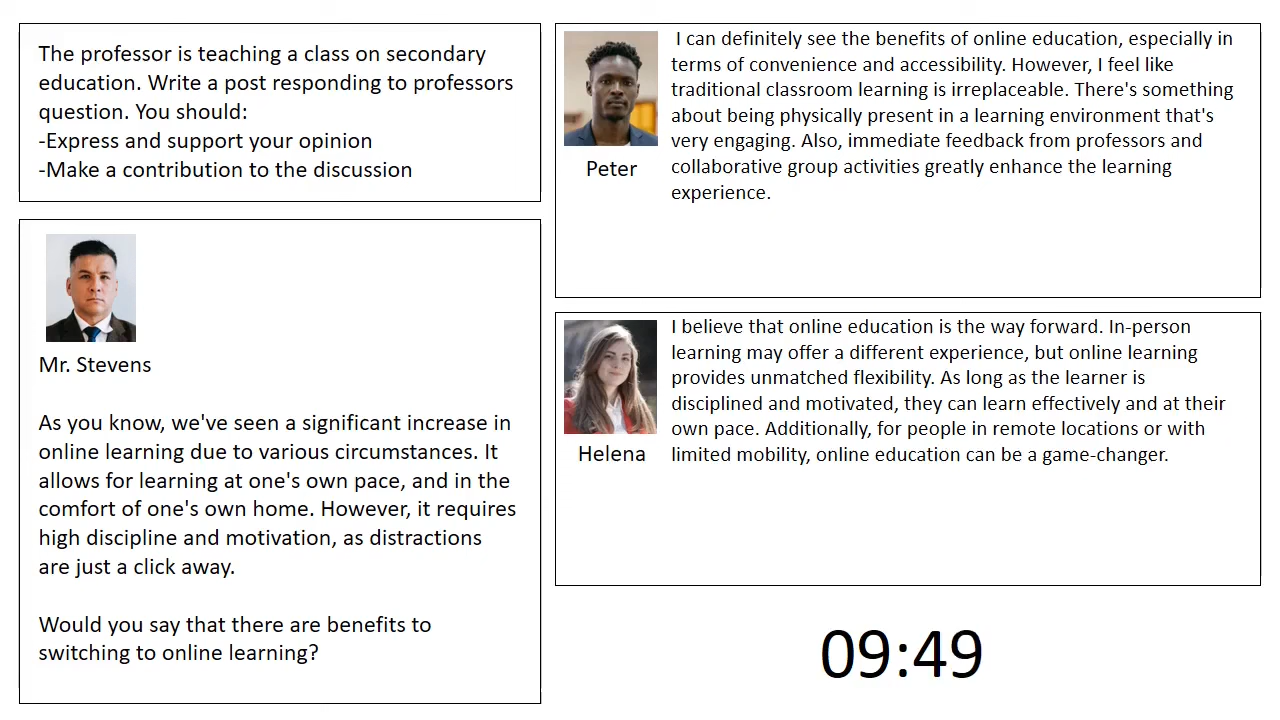 The professor is teaching a class on secondary
education. Write a post responding to professors
question. You should:
-Express and support your opinion
-Make a contribution to the discussion
Mr. Stevens
As you know, we've seen a significant increase in
online learning due to various circumstances. It
allows for learning at one's own pace, and in the
comfort of one's own home. However, it requires
high discipline and motivation, as distractions
are just a click away.
Would you say that there are benefits to
switching to online learning?
I can definitely see the benefits of online education, especially in
terms of convenience and accessibility. However, I feel like
traditional classroom learning is irreplaceable. There's something
about being physically present in a learning environment that's
very engaging. Also, immediate feedback from professors and
collaborative group activities greatly enhance the learning
experience.
Peter
I believe that online education is the way forward. In-person
learning may offer a different experience, but online learning
provides unmatched flexibility. As long as the learner is
disciplined and motivated, they can learn effectively and at their
own pace. Additionally, for people in remote locations or with
limited mobility, online education can be a game-changer.
Helena
09:49